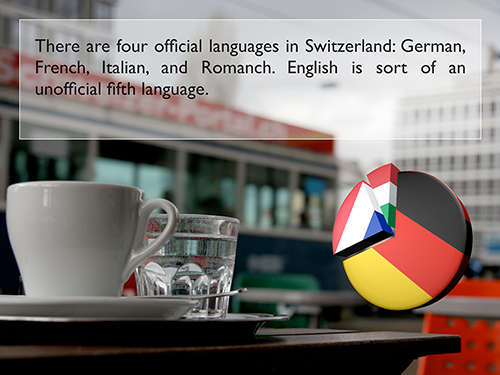 There are four official languages in Switzerland: German,
French, Italian, and Romanch. English is sort of an
unofficial fifth language.